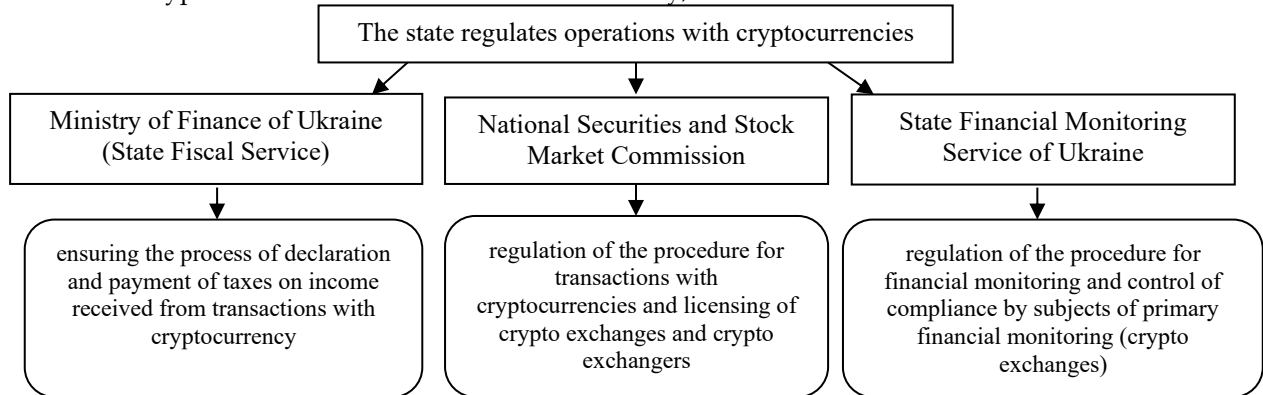 The state regulates operations with cryptocurrencies
Ministry of Finance of Ukraine
(State Fiscal Service)
National Securities and Stock
Market Commission
State Financial Monitoring
Service of Ukraine
ensuring the process of declaration
and payment of taxes on income
received from transactions with
cryptocurrency
regulation of the procedure for
transactions with
cryptocurrencies and licensing of
crypto exchanges and crypto
exchangers
regulation of the procedure for
financial monitoring and control of
compliance by subjects of primary
financial monitoring (crypto
exchanges)